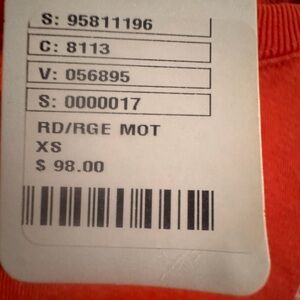 S: 95811196
C: 8113
V: 056895
S: 0000017
RD/RGE MOT
XS
$ 98.00